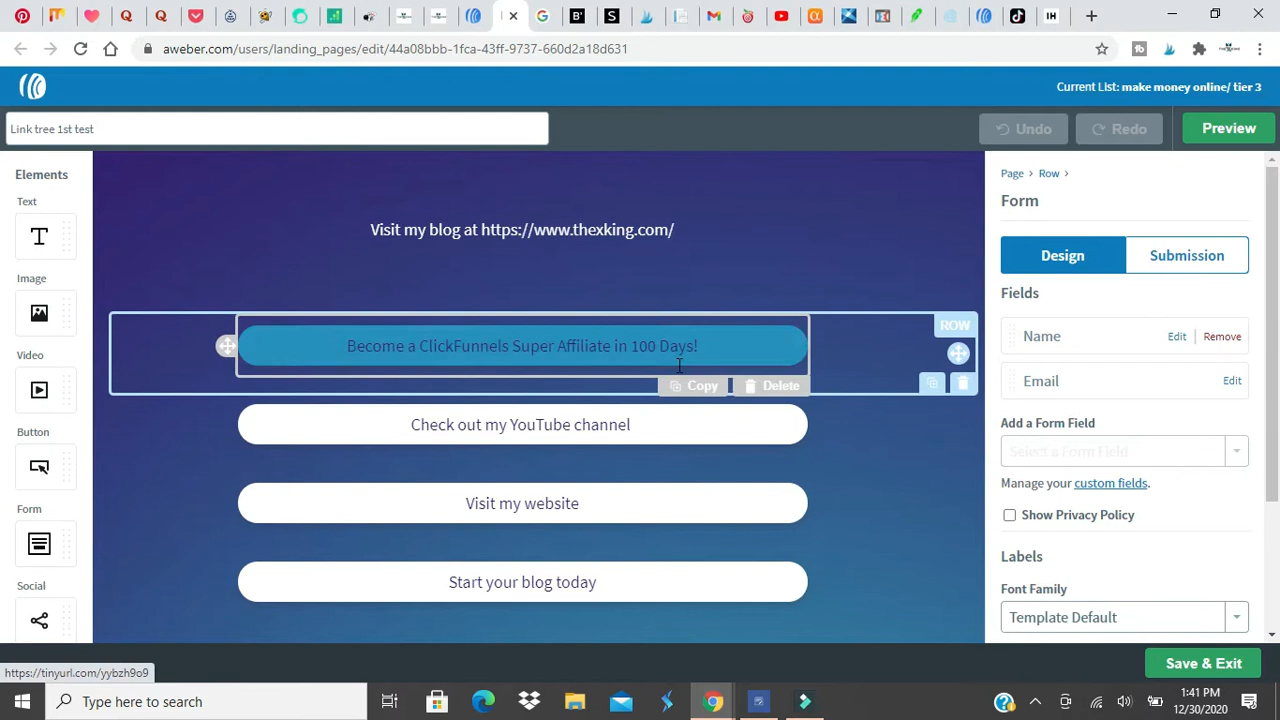 aweber.com/users/landing_pages/edit/44a08bbb-1fca-43ff-9737-660d2a18d631
Current List: make money online/ tier 3
Link tree 1st test
Undo
Redo
Preview
Elements
Text
Image
Video
Button
Form
Social
Visit my blog at https://www.thexking.com/
ROW
Become a ClickFunnels Super Affiliate in 100 Days!
Copy
Delete
Check out my YouTube channel
Visit my website
Start your blog today
Page > Row >
Form
Design
Submission
Fields
Name
Edit
Remove
Email
Edit
Add a Form Field
Select a Form Field
Manage your custom fields.
Show Privacy Policy
Labels
Font Family
Template Default
https://tinyurl.com/yybzh9o9
Save & Exit
Type here to search
1:41 PM
12/30/2020